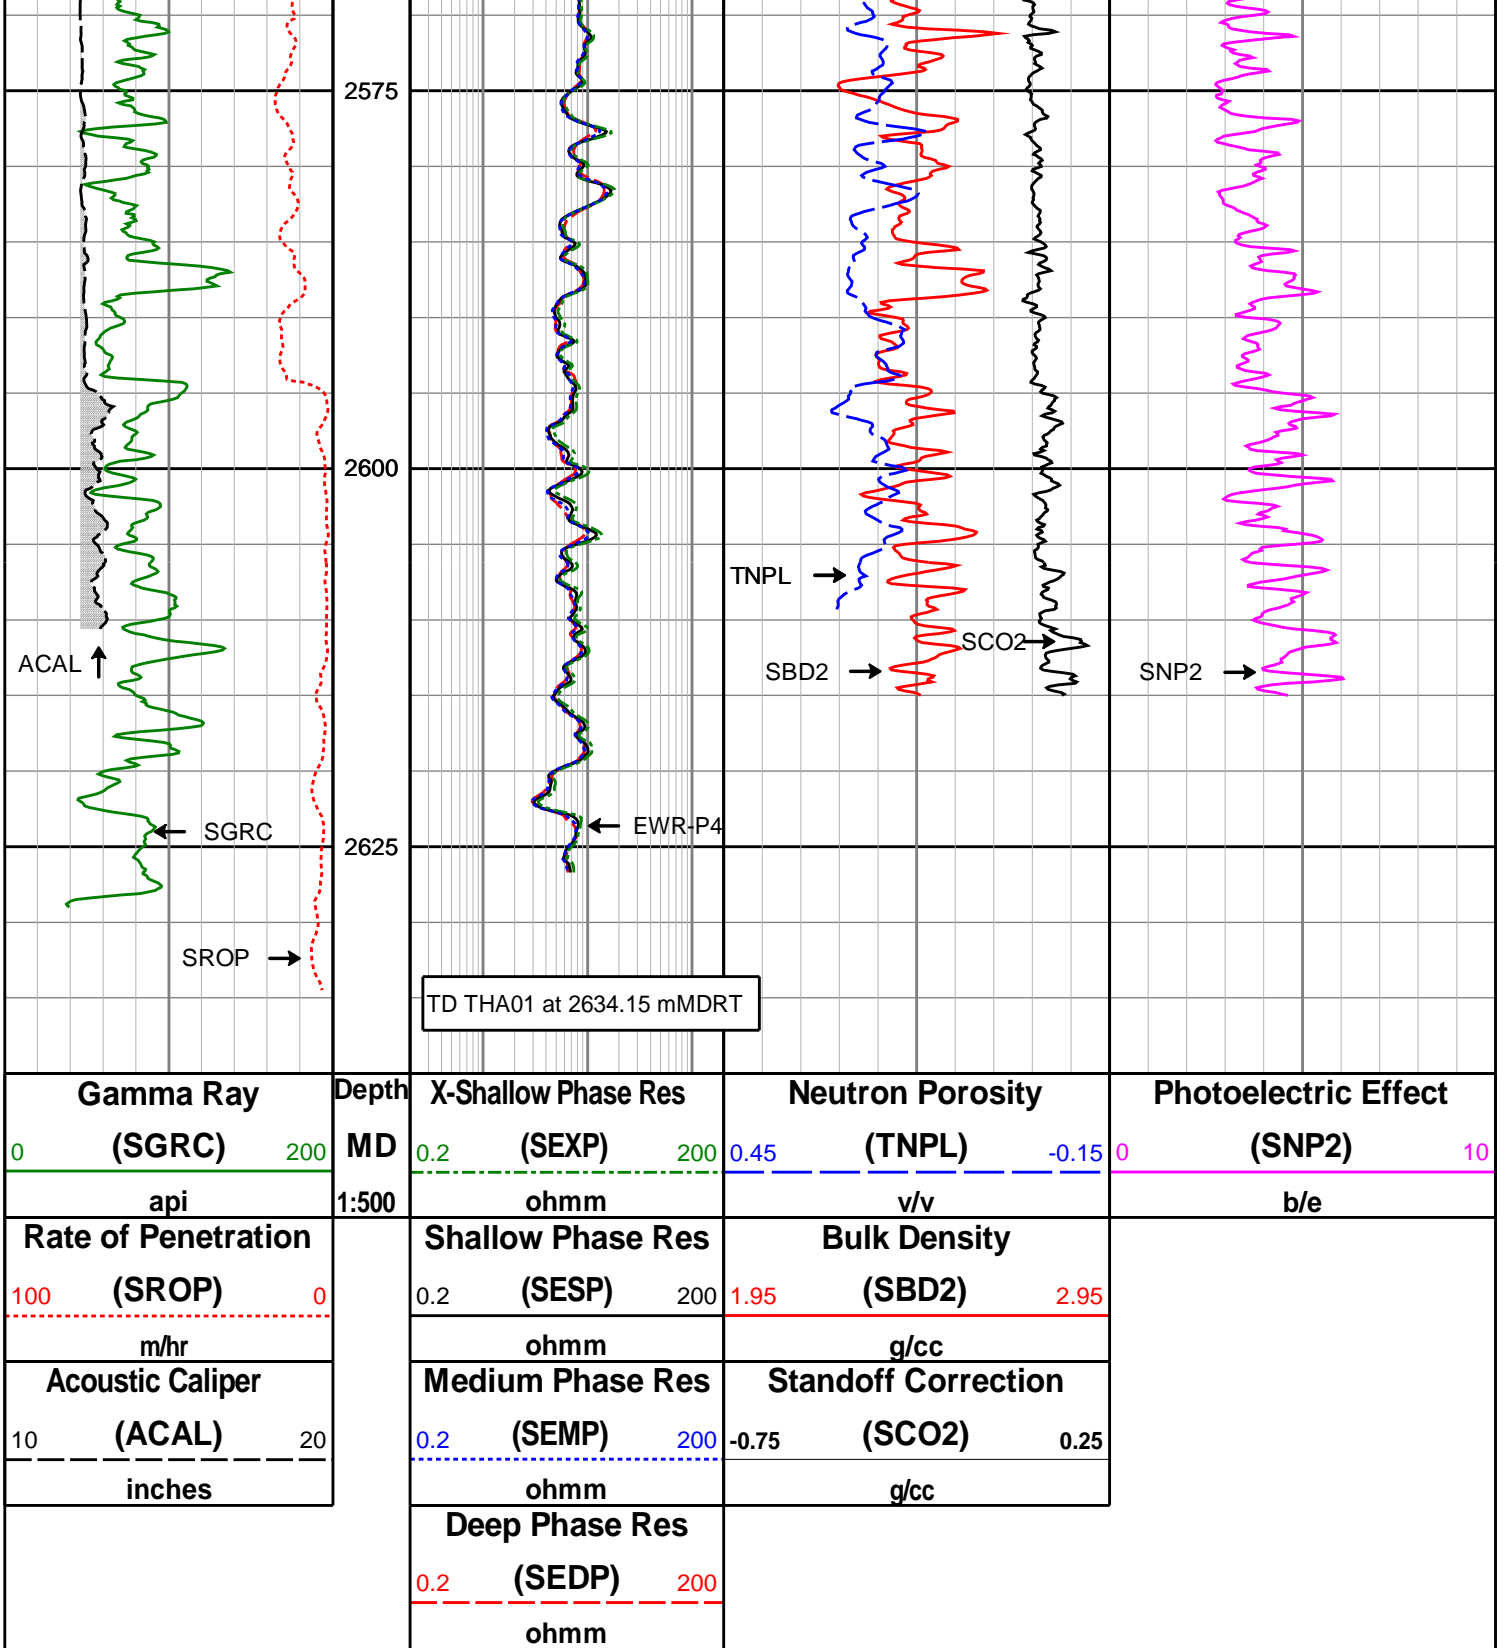 2575
2600
TNPL
SCO2
ACAL
SBD2
SNP2
SGRC
EWR-P4
2625
SROP
TD THA01 at 2634.15 mMDRT
Gamma Ray
0 (SGRC) 200
api
Depth
MD
1:500
X-Shallow Phase Res
0.2 (SEXP) 200
ohmm
Neutron Porosity
0.45 (TNPL) -0.15
v/v
Photoelectric Effect
0 (SNP2) 10
b/e
Rate of Penetration
100 (SROP) 0
m/hr
Shallow Phase Res
0.2 (SESP) 200
ohmm
Bulk Density
1.95 (SBD2) 2.95
g/cc
Acoustic Caliper
10 (ACAL) 20
inches
Medium Phase Res
0.2 (SEMP) 200
ohmm
Standoff Correction
-0.75 (SCO2) 0.25
g/cc
Deep Phase Res
0.2 (SEDP) 200
ohmm